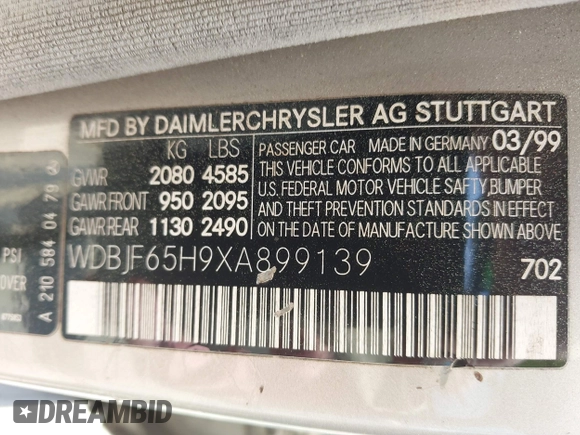 MFD BY DAIMLERCHRYSLER AG STUTTGART
KG LBS
GVWR 2080 4585
GAWR FRONT 950 2095
GAWR REAR 1130 2490
PASSENGER CAR MADE IN GERMANY 03/99
THIS VEHICLE CONFORMS TO ALL APPLICABLE
U.S. FEDERAL MOTOR VEHICLE SAFTY,BUMPER
AND THEFT PREVENTION STANDARDS IN EFFECT
ON THE DATE OF MANUFACTURE SHOWN ABOVE.
WDBJF65H9XA899139
702
PSI
OVER
A 210 584 04 79
DREAMBID